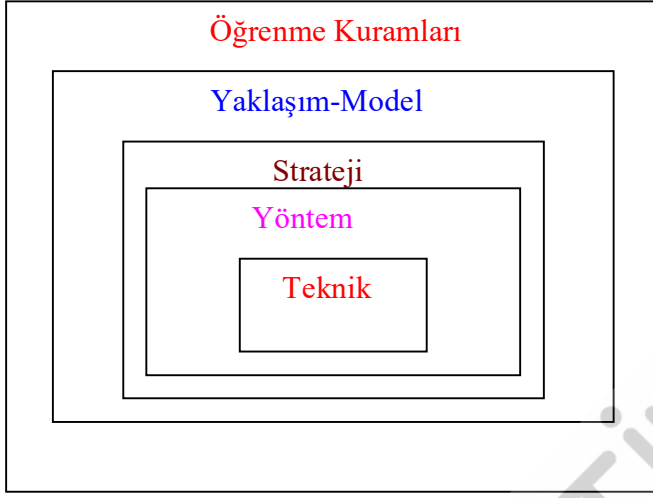 Öğrenme Kuramları
Yaklaşım-Model
Strateji
Yöntem
Teknik